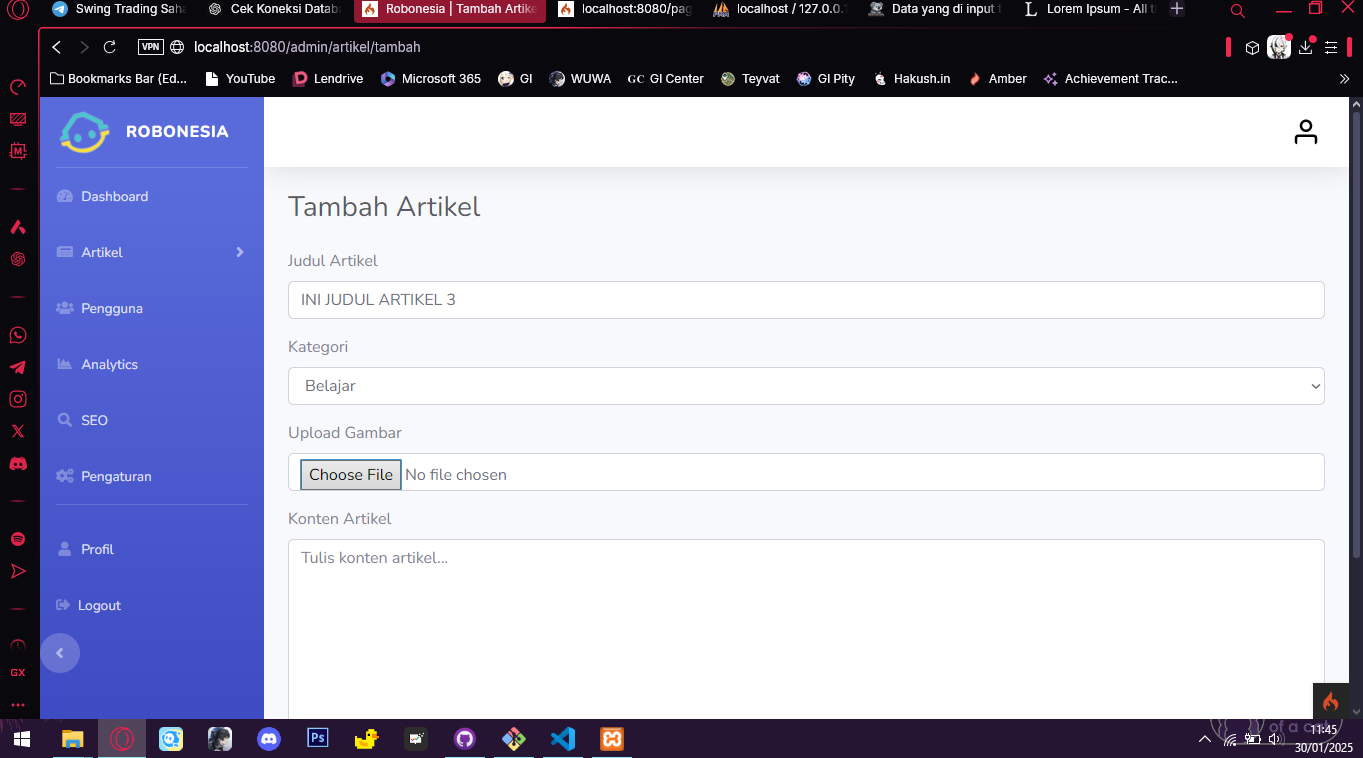 Swing Trading Saha
Cek Koneksi Databa
Robonesia | Tambah Artike
localhost:8080/pag
localhost / 127.0.0.1
Data yang di input t
Lorem Ipsum - All t
VPN
localhost:8080/admin/artikel/tambah
Bookmarks Bar (Ed...
YouTube
Lendrive
Microsoft 365
GI
WUWA
GC GI Center
Teyvat
GI Pity
Hakush.in
Amber
Achievement Trac...
ROBONESIA
Dashboard
Artikel
Pengguna
Analytics
SEO
Pengaturan
Profil
Logout
GX
Tambah Artikel
Judul Artikel
INI JUDUL ARTIKEL 3
Kategori
Belajar
Upload Gambar
Choose File No file chosen
Konten Artikel
Tulis konten artikel...
Ps
of a cat
11:45
30/01/2025